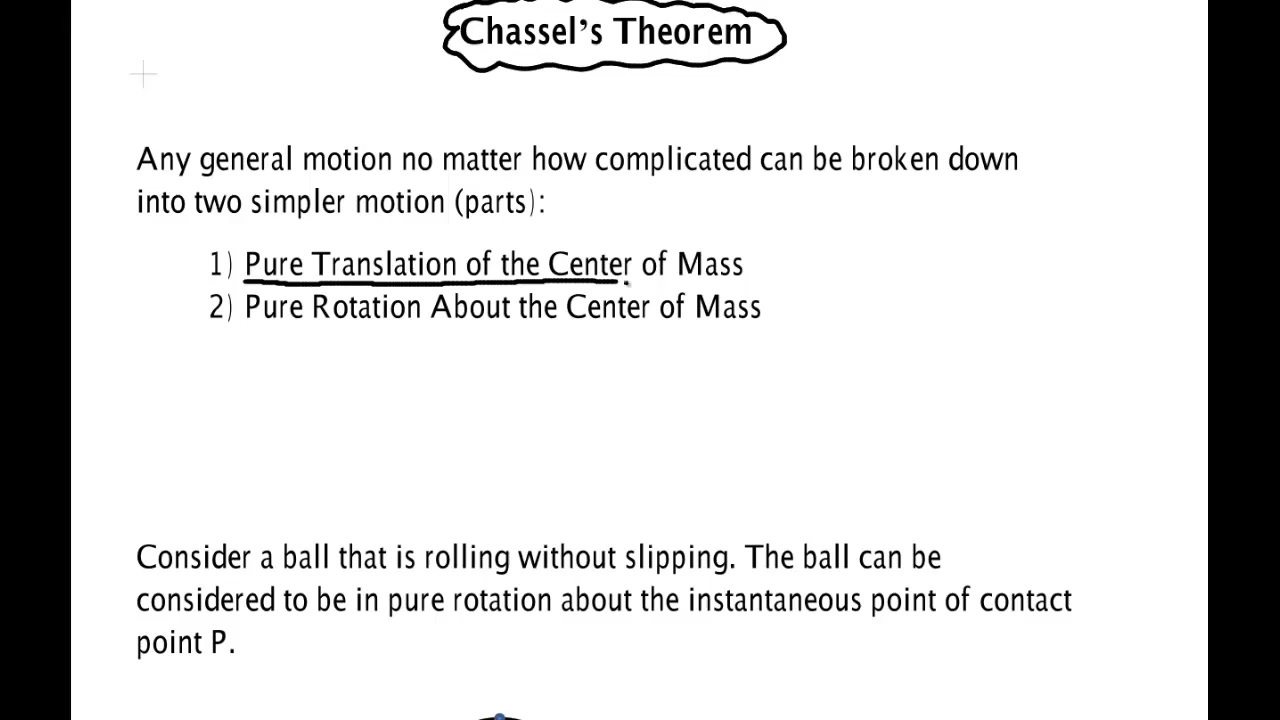 Chassel's Theorem
Any general motion no matter how complicated can be broken down
into two simpler motion (parts):
1) Pure Translation of the Center of Mass
2) Pure Rotation About the Center of Mass
Consider a ball that is rolling without slipping. The ball can be
considered to be in pure rotation about the instantaneous point of contact
point P.